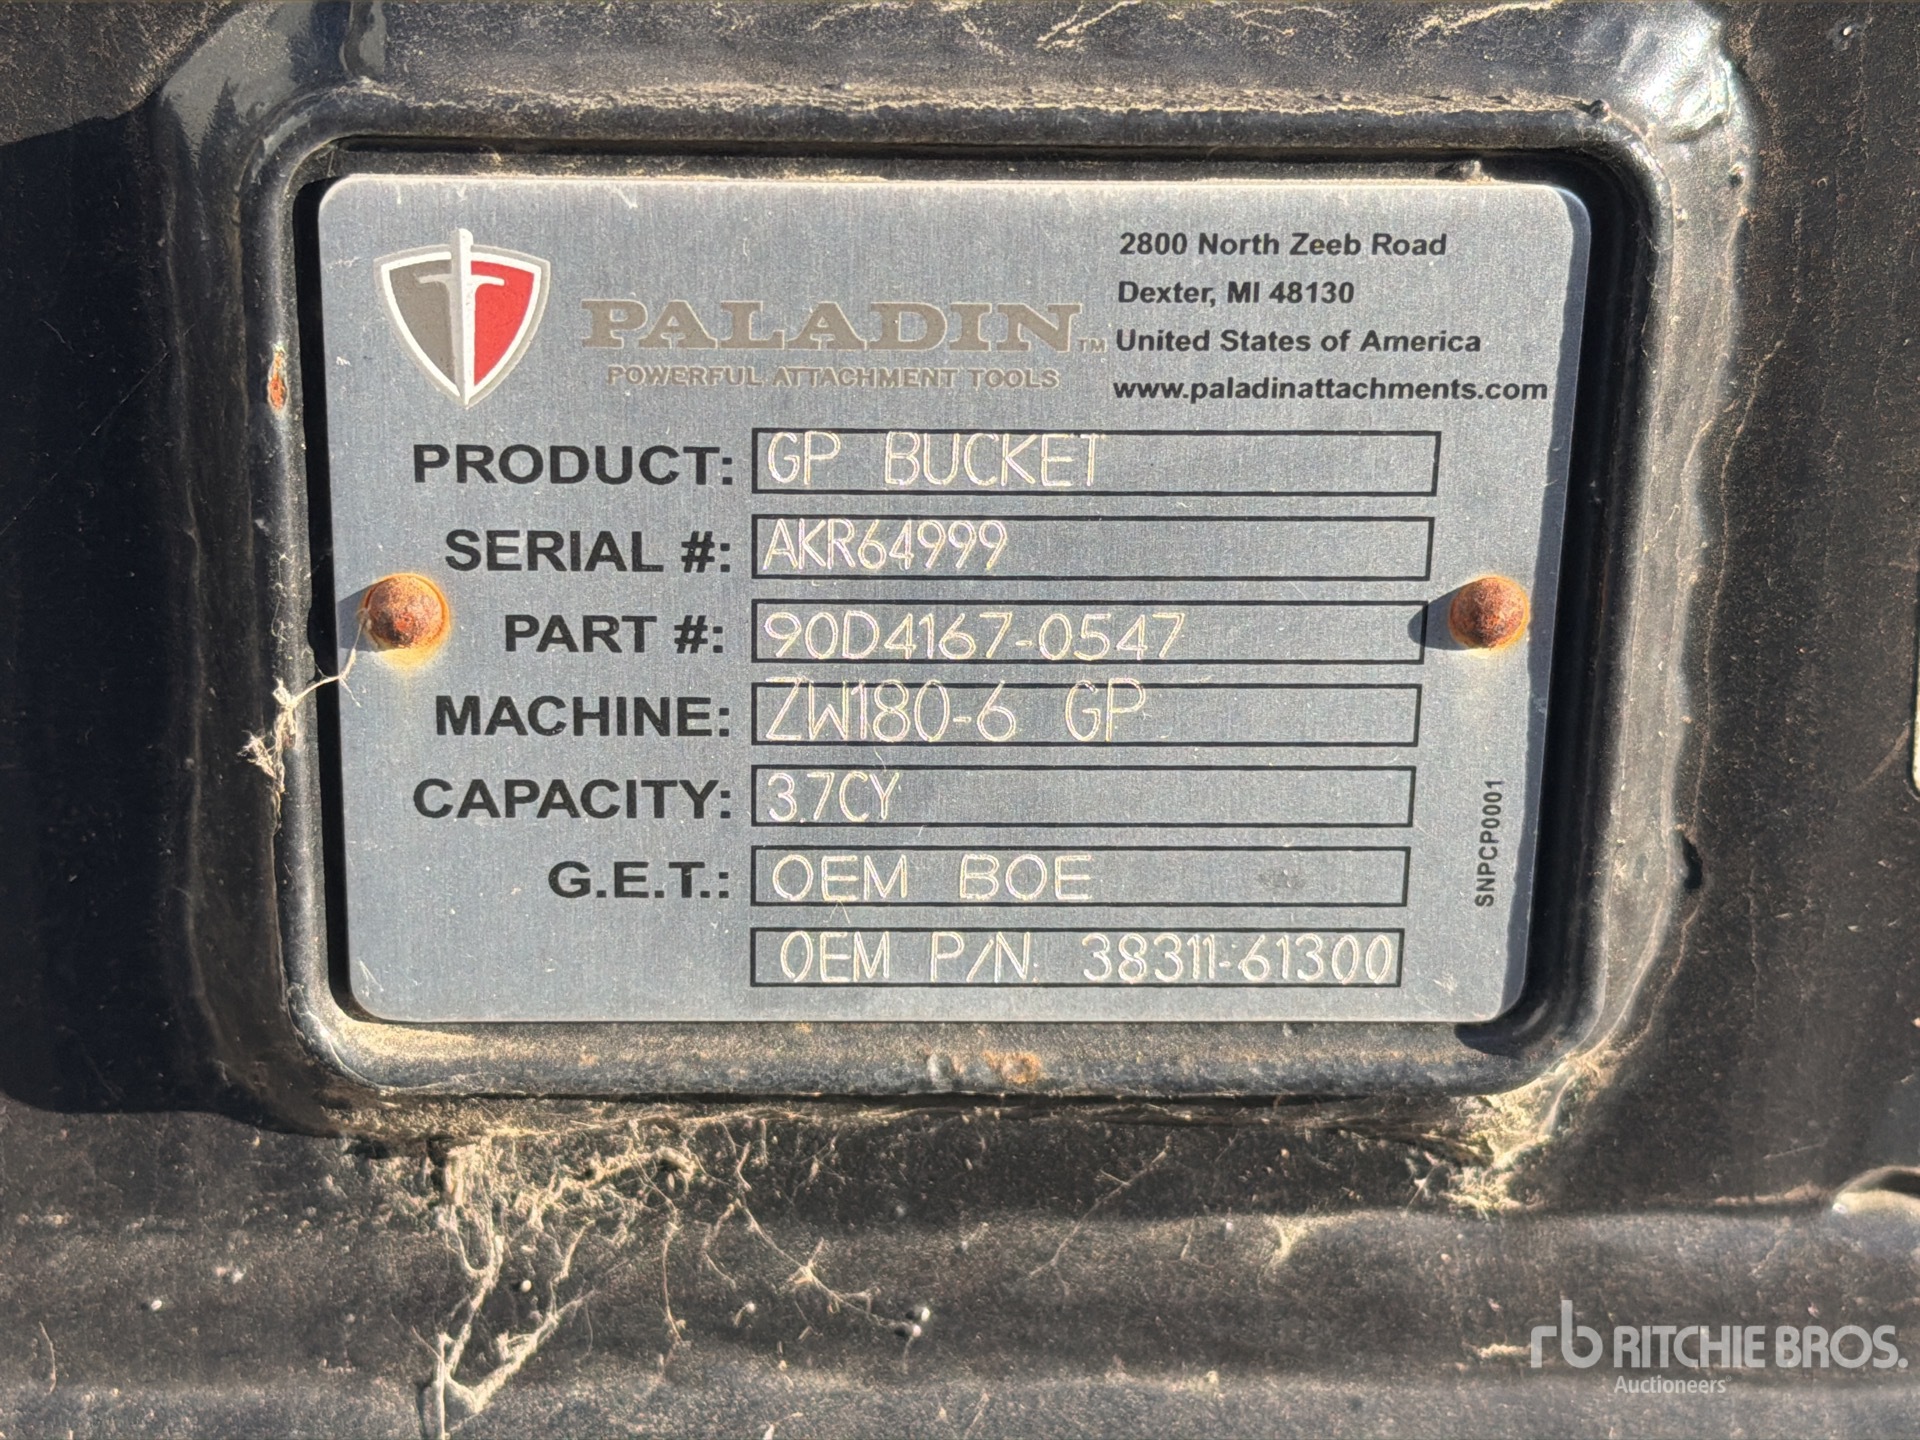 PALADIN™
POWERFUL ATTACHMENT TOOLS
2800 North Zeeb Road
Dexter, MI 48130
United States of America
www.paladinattachments.com
PRODUCT: GP BUCKET
SERIAL #: AKR64999
PART #: 90D4167-0547
MACHINE: ZW180-6 GP
CAPACITY: 3.7CY
G.E.T.: OEM BOE
OEM P/N: 38311-61300
SNPCP0001
rb RITCHIE BROS.
Auctioneers